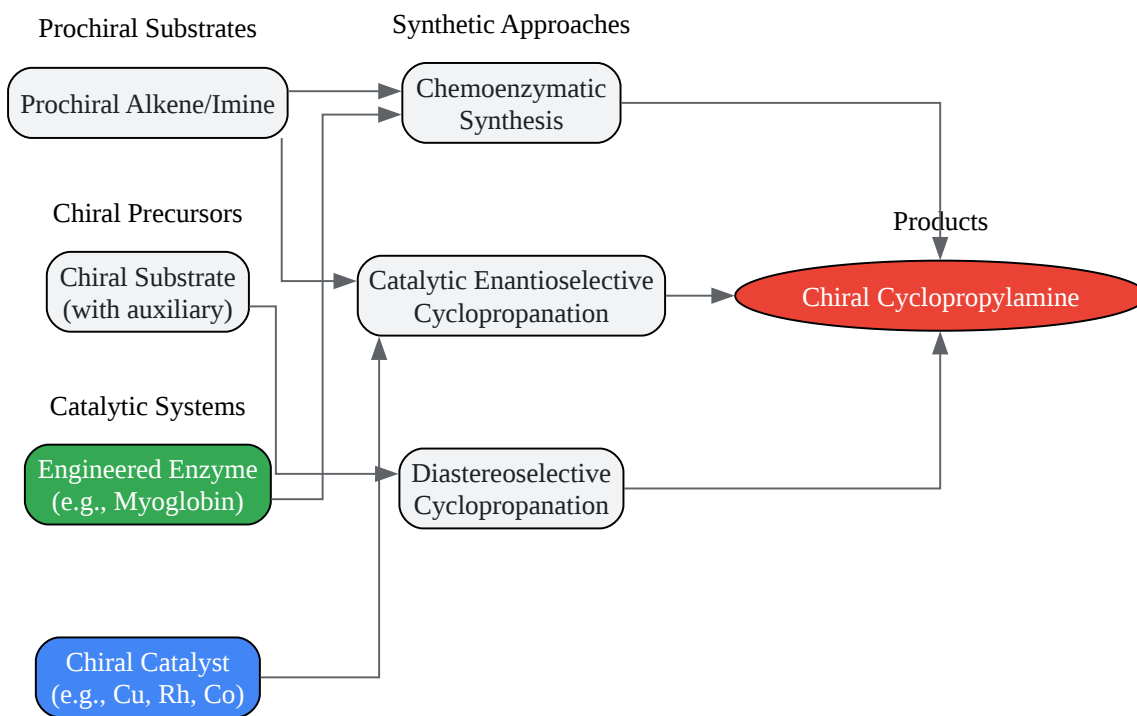 Prochiral Substrates
Synthetic Approaches
Prochiral Alkene/Imine
Chemoenzymatic
Synthesis
Chiral Precursors
Products
Chiral Substrate
(with auxiliary)
Catalytic Enantioselective
Cyclopropanation
Chiral Cyclopropylamine
Catalytic Systems
Engineered Enzyme
(e.g., Myoglobin)
Diastereoselective
Cyclopropanation
Chiral Catalyst
(e.g., Cu, Rh, Co)